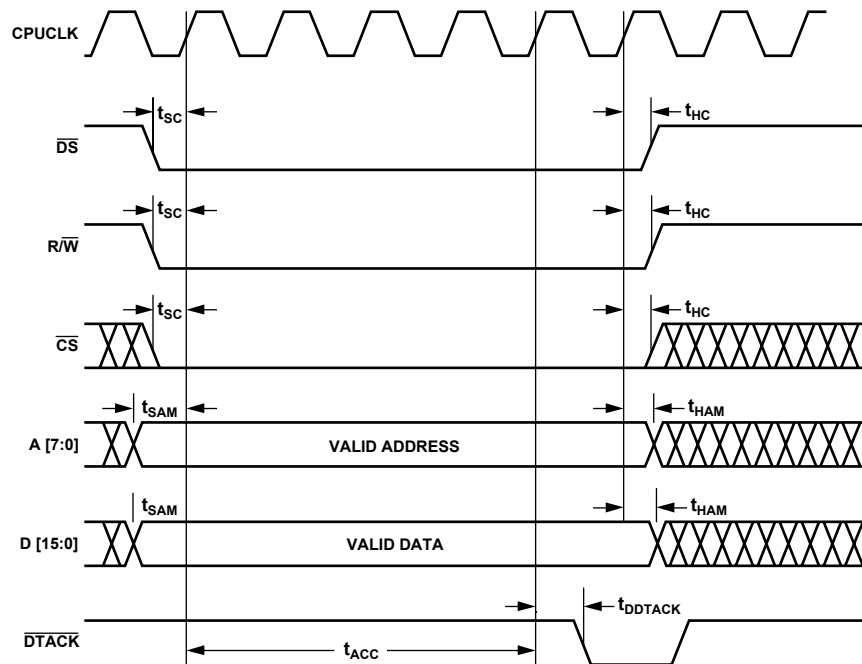 CPUCLK
tSC
tHC
DS
tSC
tHC
R/W
tSC
tHC
CS
tSAM
tHAM
A [7:0]
VALID ADDRESS
tSAM
tHAM
D [15:0]
VALID DATA
tDDTACK
DTACK
tACC